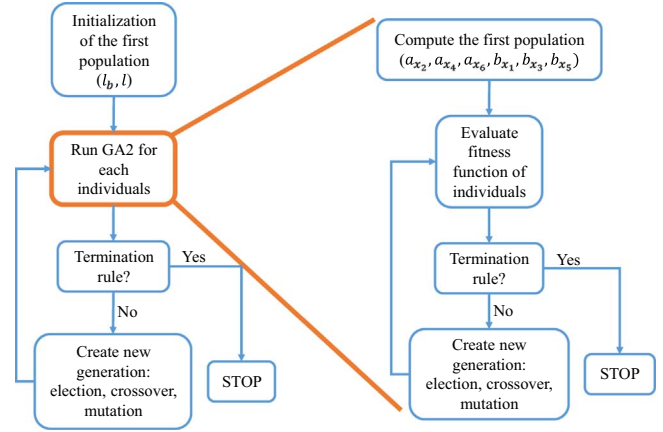 Initialization
of the first
population
(l_b, l)
Run GA2 for
each
individuals
Termination
rule?
Yes
No
Create new
generation:
election, crossover,
mutation
STOP
Compute the first population
(a_{x_2}, a_{x_4}, a_{x_6}, b_{x_1}, b_{x_3}, b_{x_5})
Evaluate
fitness
function of
individuals
Termination
rule?
Yes
No
Create new
generation:
election, crossover,
mutation
STOP